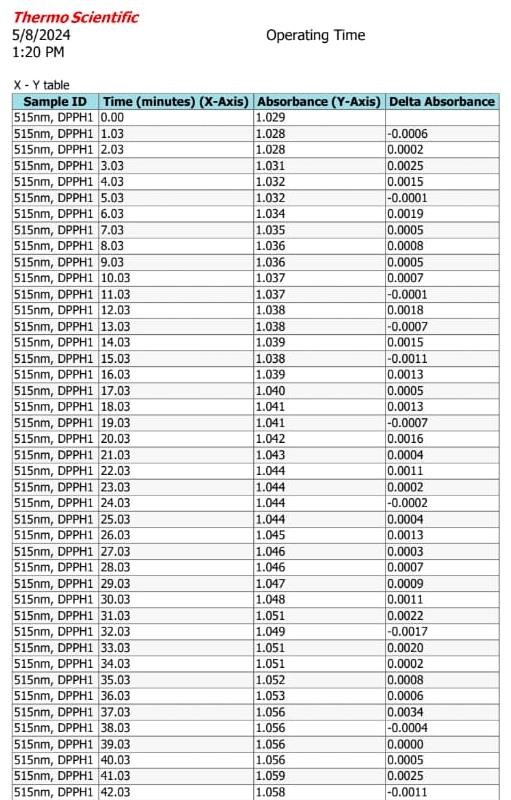 Thermo Scientific
5/8/2024 Operating Time
1:20 PM
X - Y table
Sample ID Time (minutes) (X-Axis) Absorbance (Y-Axis) Delta Absorbance
515nm, DPPH1 0.00 1.029
515nm, DPPH1 1.03 1.028 -0.0006
515nm, DPPH1 2.03 1.028 0.0002
515nm, DPPH1 3.03 1.031 0.0025
515nm, DPPH1 4.03 1.032 0.0015
515nm, DPPH1 5.03 1.032 -0.0001
515nm, DPPH1 6.03 1.034 0.0019
515nm, DPPH1 7.03 1.035 0.0005
515nm, DPPH1 8.03 1.036 0.0008
515nm, DPPH1 9.03 1.036 0.0005
515nm, DPPH1 10.03 1.037 0.0007
515nm, DPPH1 11.03 1.037 -0.0001
515nm, DPPH1 12.03 1.038 0.0018
515nm, DPPH1 13.03 1.038 -0.0007
515nm, DPPH1 14.03 1.039 0.0015
515nm, DPPH1 15.03 1.038 -0.0011
515nm, DPPH1 16.03 1.039 0.0013
515nm, DPPH1 17.03 1.040 0.0005
515nm, DPPH1 18.03 1.041 0.0013
515nm, DPPH1 19.03 1.041 -0.0007
515nm, DPPH1 20.03 1.042 0.0016
515nm, DPPH1 21.03 1.043 0.0004
515nm, DPPH1 22.03 1.044 0.0011
515nm, DPPH1 23.03 1.044 0.0002
515nm, DPPH1 24.03 1.044 -0.0002
515nm, DPPH1 25.03 1.044 0.0004
515nm, DPPH1 26.03 1.045 0.0013
515nm, DPPH1 27.03 1.046 0.0003
515nm, DPPH1 28.03 1.046 0.0007
515nm, DPPH1 29.03 1.047 0.0009
515nm, DPPH1 30.03 1.048 0.0011
515nm, DPPH1 31.03 1.051 0.0022
515nm, DPPH1 32.03 1.049 -0.0017
515nm, DPPH1 33.03 1.051 0.0020
515nm, DPPH1 34.03 1.051 0.0002
515nm, DPPH1 35.03 1.052 0.0008
515nm, DPPH1 36.03 1.053 0.0006
515nm, DPPH1 37.03 1.056 0.0034
515nm, DPPH1 38.03 1.056 -0.0004
515nm, DPPH1 39.03 1.056 0.0000
515nm, DPPH1 40.03 1.056 0.0005
515nm, DPPH1 41.03 1.059 0.0025
515nm, DPPH1 42.03 1.058 -0.0011